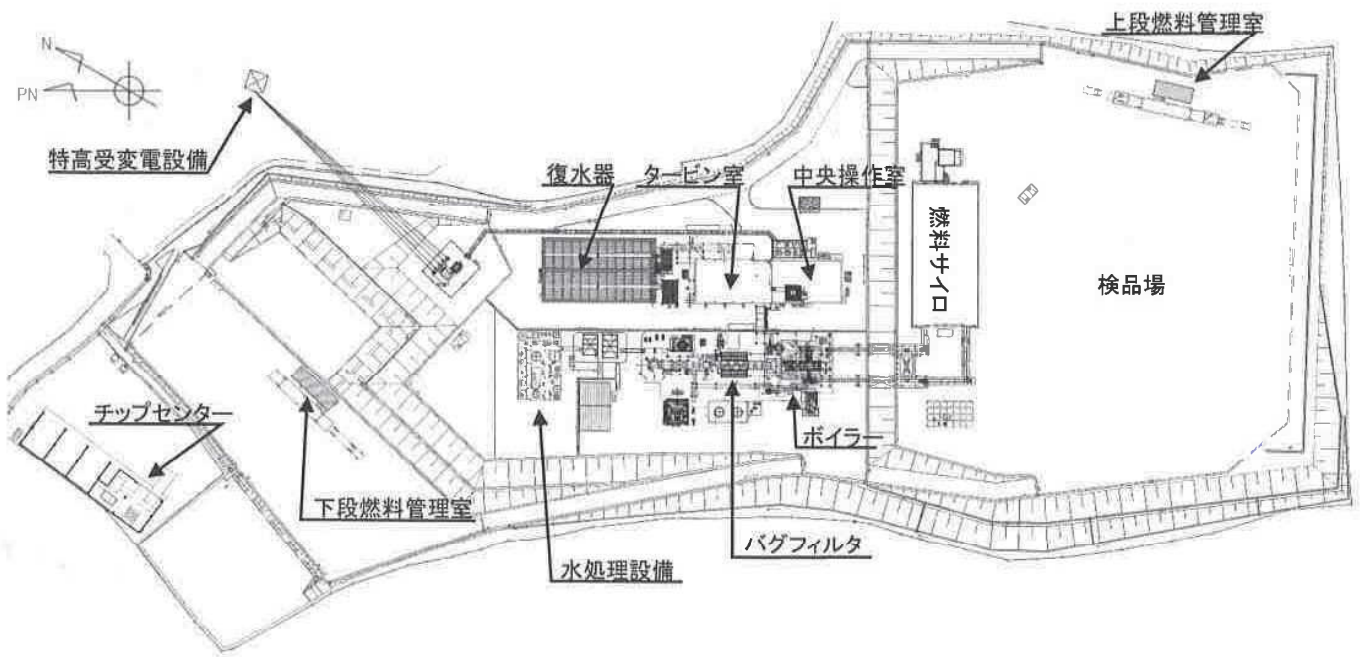 上段燃料管理室
N
PN
特高受変電設備
復水器
タービン室
中央操作室
燃料サイロ
検品場
チップセンター
ボイラー
下段燃料管理室
バグフィルタ
水処理設備